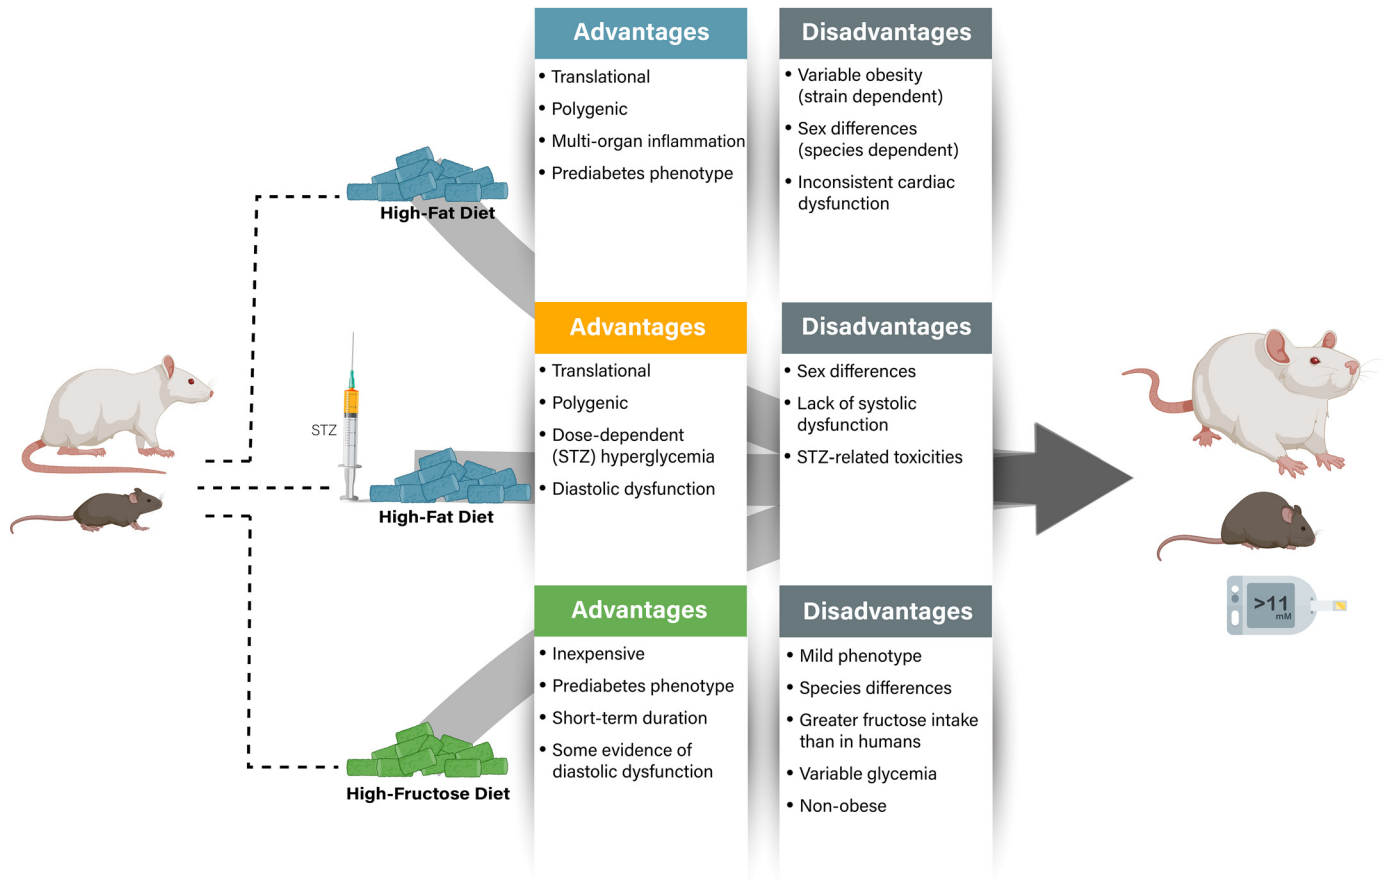 Advantages
• Translational
• Polygenic
• Multi-organ inflammation
• Prediabetes phenotype
Disadvantages
• Variable obesity
(strain dependent)
• Sex differences
(species dependent)
• Inconsistent cardiac
dysfunction
High-Fat Diet
Advantages
• Translational
• Polygenic
• Dose-dependent
(STZ) hyperglycemia
• Diastolic dysfunction
Disadvantages
• Sex differences
• Lack of systolic
dysfunction
• STZ-related toxicities
STZ
High-Fat Diet
>11
mM
Advantages
• Inexpensive
• Prediabetes phenotype
• Short-term duration
• Some evidence of
diastolic dysfunction
Disadvantages
• Mild phenotype
• Species differences
• Greater fructose intake
than in humans
• Variable glycemia
• Non-obese
High-Fructose Diet